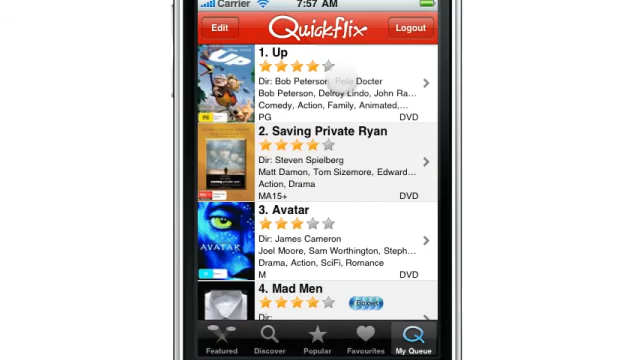 Carrier 7:57 AM
Edit
Quickflix
Logout
UP
1. Up
Dir: Bob Peterson, Pete Docter
Bob Peterson, Delroy Lindo, John Ra...
Comedy, Action, Family, Animated,...
PG
DVD
2. Saving Private Ryan
Dir: Steven Spielberg
Matt Damon, Tom Sizemore, Edward...
Action, Drama
MA15+
DVD
AVATAR
3. Avatar
Dir: James Cameron
Joel Moore, Sam Worthington, Steph...
Drama, Action, SciFi, Romance
M
DVD
4. Mad Men
Dir:
Featured
Discover
Popular
Favourites
My Queue